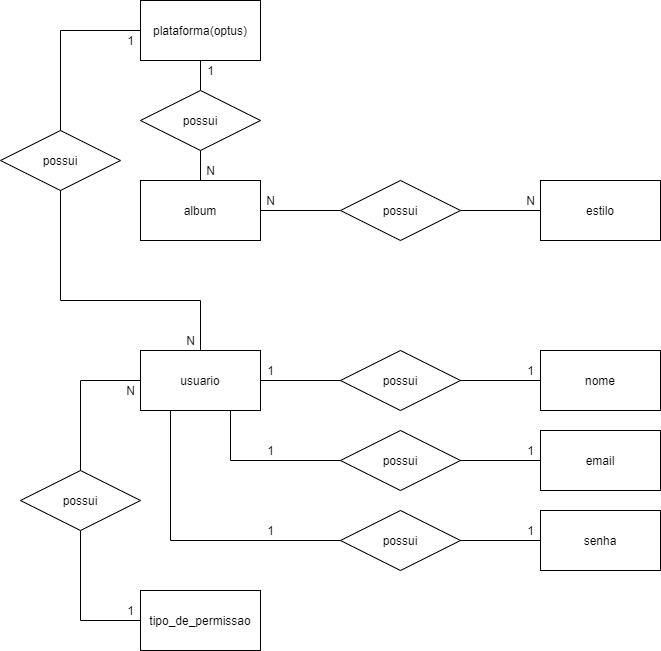 plataforma(optus)
1
1
possui
possui
N
album
N
possui
N
estilo
N
usuario
1
possui
1
nome
N
1
possui
1
email
possui
1
possui
1
senha
1
tipo_de_permissao